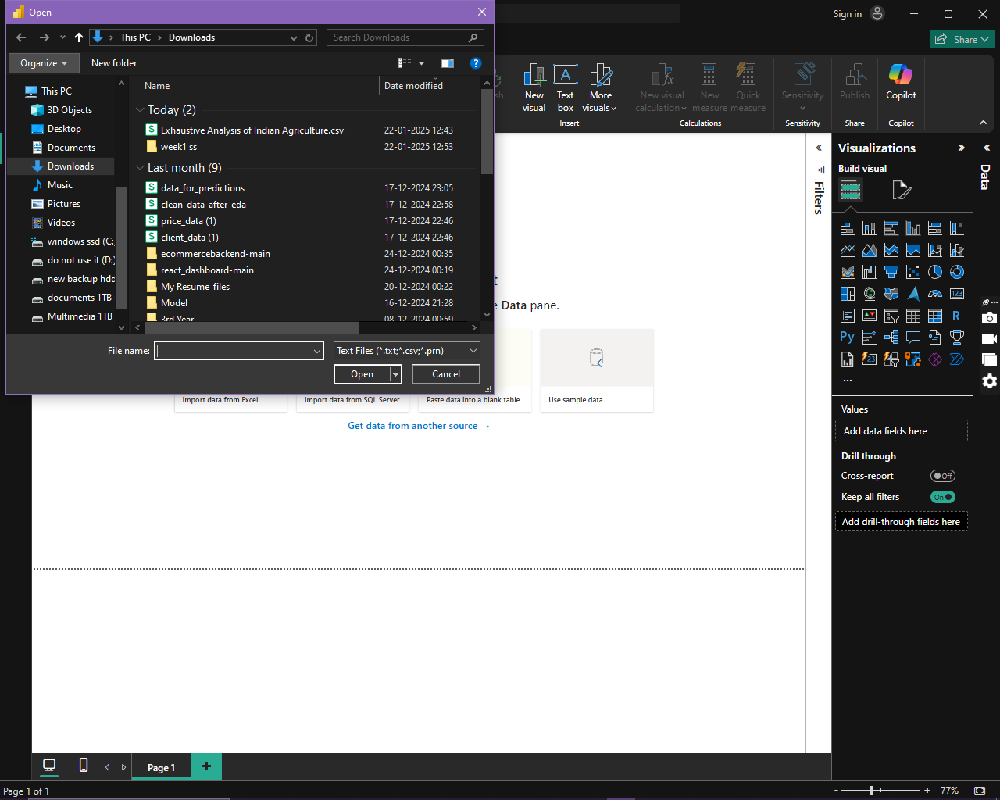 Open
Sign in
This PC
Downloads
Search Downloads
Share
Organize
New folder
Name
Date modified
This PC
3D Objects
Desktop
Documents
Downloads
Music
Pictures
Videos
windows ssd (C:
do not use it (D:)
new backup hdd
documents 1TB
Multimedia 1TB
Today (2)
Exhaustive Analysis of Indian Agriculture.csv 22-01-2025 12:43
week1 ss 22-01-2025 12:53
Last month (9)
data_for_predictions 17-12-2024 23:05
clean_data_after_eda 17-12-2024 22:58
price_data (1) 17-12-2024 22:46
client_data (1) 17-12-2024 22:46
ecommercebackend-main 24-12-2024 00:35
react_dashboard-main 24-12-2024 00:19
My Resume_files 20-12-2024 00:22
Model 16-12-2024 21:28
3rd Year 08-12-2024 00:59
File name:
Text Files (*.txt;*.csv;*.prn)
Open
Cancel
New visual
Text box
More visuals
Insert
New visual calculation
New measure
Quick measure
Calculations
Sensitivity
Sensitivity
Publish
Share
Copilot
Copilot
Data pane.
Import data from Excel
Import data from SQL Server
Paste data into a blank table
Use sample data
Get data from another source →
Filters
Visualizations
Build visual
Data
123
R
Py
123
Values
Add data fields here
Drill through
Cross-report
Off
Keep all filters
On
Add drill-through fields here
Page 1
Page 1 of 1
- + 77%